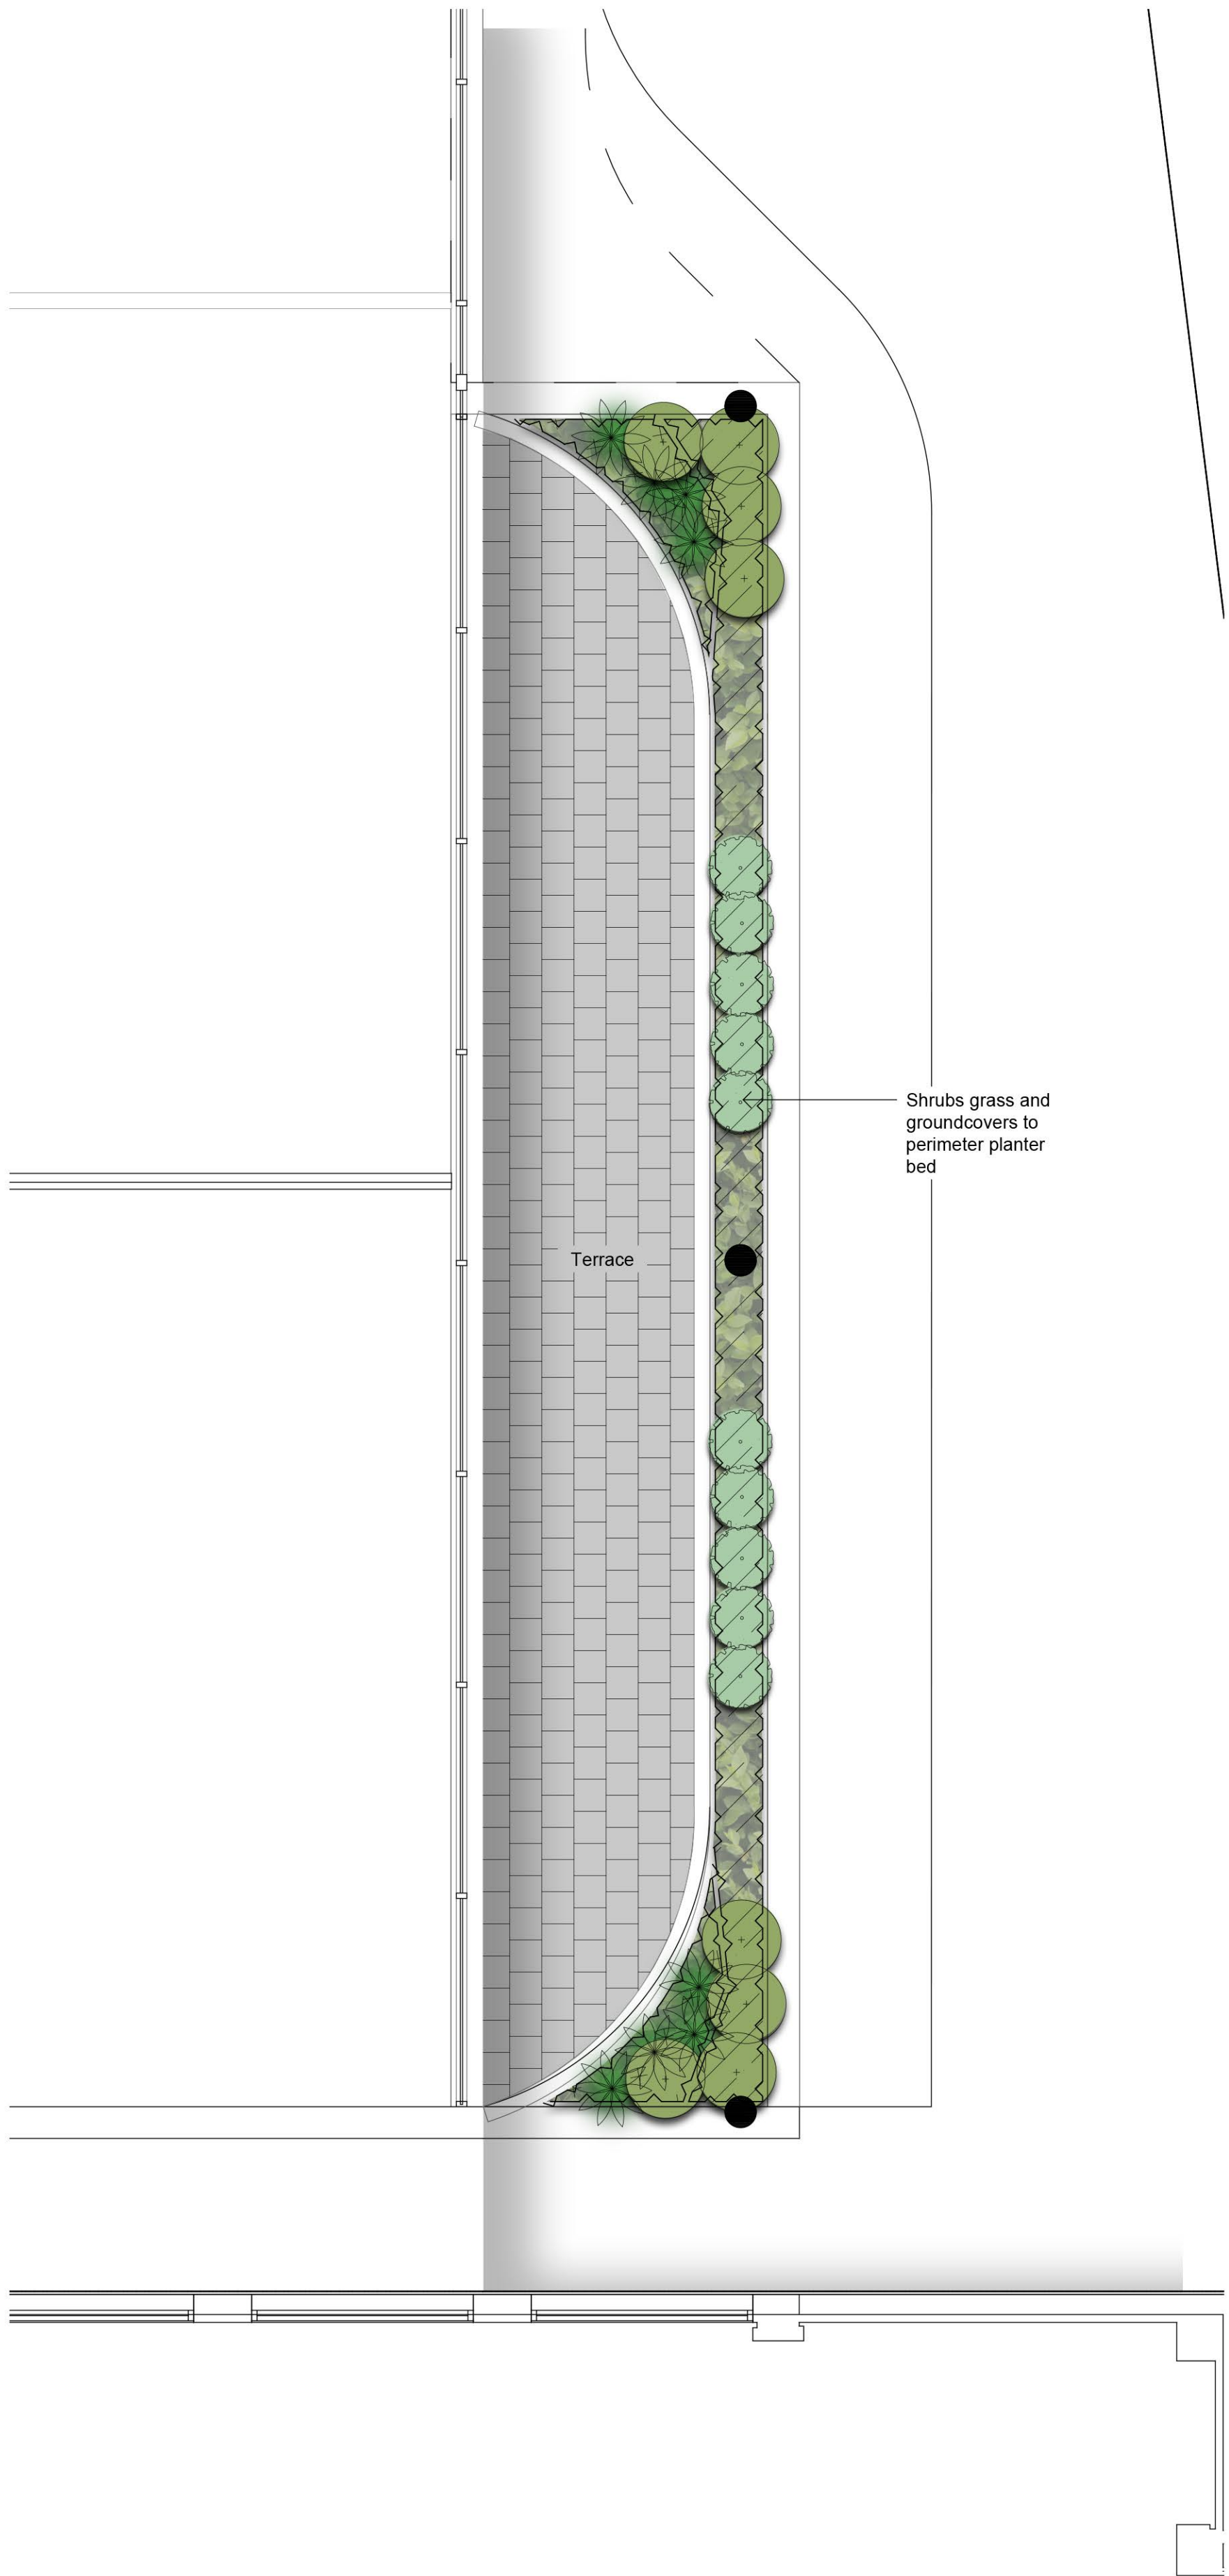 Shrubs grass and
groundcovers to
perimeter planter
bed
Terrace